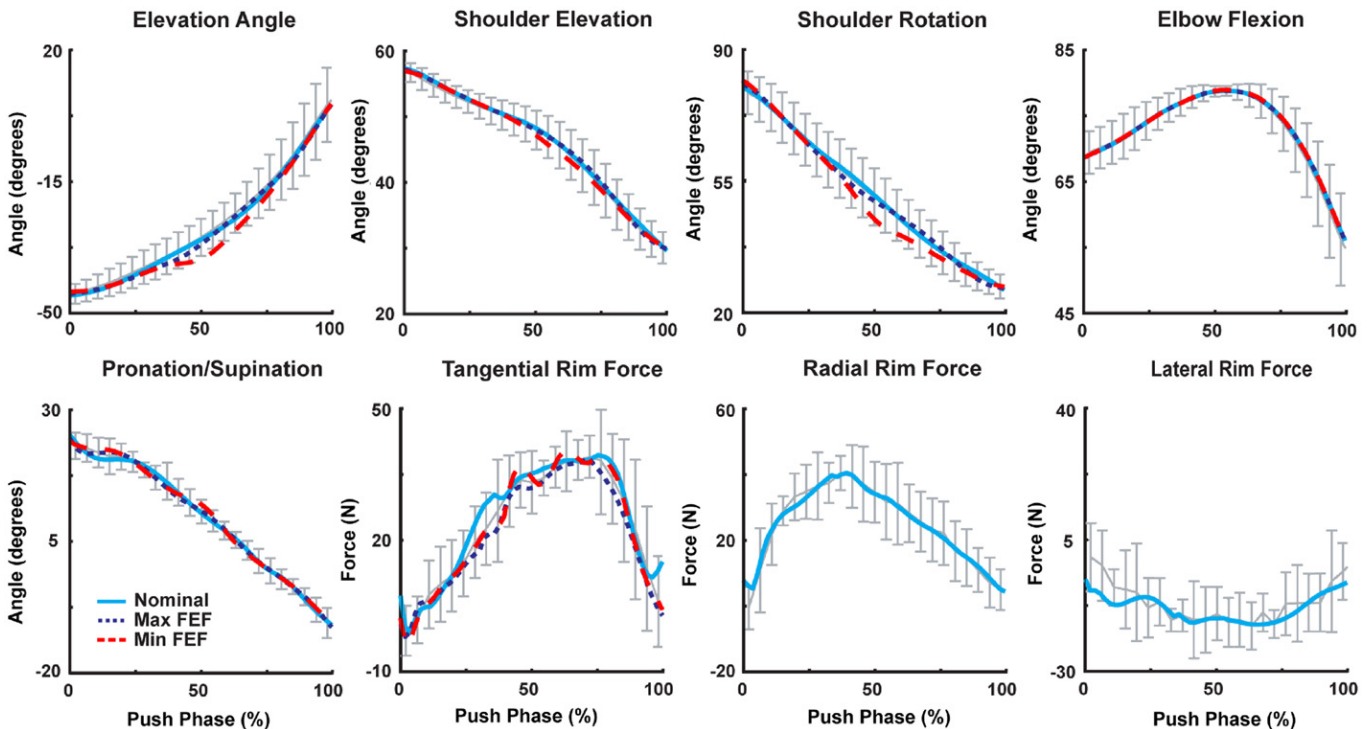 Elevation Angle
Shoulder Elevation
Shoulder Rotation
Elbow Flexion
Angle (degrees)
20
-15
-50
0
50
100
Angle (degrees)
60
40
20
0
50
100
Angle (degrees)
90
55
20
0
50
100
Angle (degrees)
85
65
45
0
50
100
Pronation/Supination
Tangential Rim Force
Radial Rim Force
Lateral Rim Force
Angle (degrees)
30
5
-20
Nominal
Max FEF
Min FEF
0
50
100
Push Phase (%)
Force (N)
50
20
-10
0
50
100
Push Phase (%)
Force (N)
60
20
-20
0
50
100
Push Phase (%)
Force (N)
40
5
-30
0
50
100
Push Phase (%)